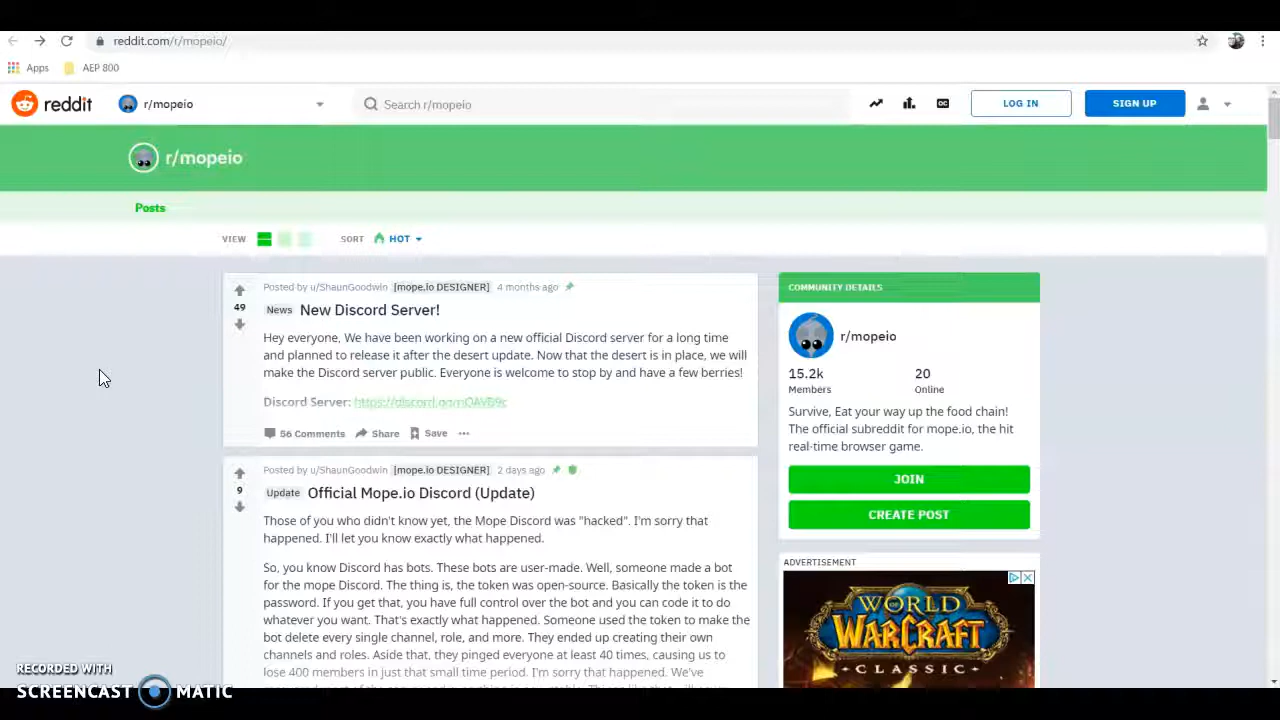 reddit.com/r/mopeio/
Apps
AEP 800
reddit
r/mopeio
Search r/mopeio
LOG IN
SIGN UP
r/mopeio
Posts
VIEW
SORT
HOT
Posted by u/ShaunGoodwin [mope.io DESIGNER] 4 months ago
49
News New Discord Server!
Hey everyone, We have been working on a new official Discord server for a long time
and planned to release it after the desert update. Now that the desert is in place, we will
make the Discord server public. Everyone is welcome to stop by and have a few berries!
Discord Server:
56 Comments Share Save
Posted by u/ShaunGoodwin [mope.io DESIGNER] 2 days ago
9
Update Official Mope.io Discord (Update)
Those of you who didn't know yet, the Mope Discord was "hacked". I'm sorry that
happened. I'll let you know exactly what happened.
So, you know Discord has bots. These bots are user-made. Well, someone made a bot
for the mope Discord. The thing is, the token was open-source. Basically the token is the
password. If you get that, you have full control over the bot and you can code it to do
whatever you want. That's exactly what happened. Someone used the token to make the
bot delete every single channel, role, and more. They ended up creating their own
channels and roles. Aside that, they pinged everyone at least 40 times, causing us to
lose 400 members in just that small time period. I'm sorry that happened. We've
COMMUNITY DETAILS
r/mopeio
15.2k
Members
20
Online
Survive, Eat your way up the food chain!
The official subreddit for mope.io, the hit
real-time browser game.
JOIN
CREATE POST
ADVERTISEMENT
WORLD
OF
WARCRAFT
CLASSIC
RECORDED WITH
SCREENCAST MATIC